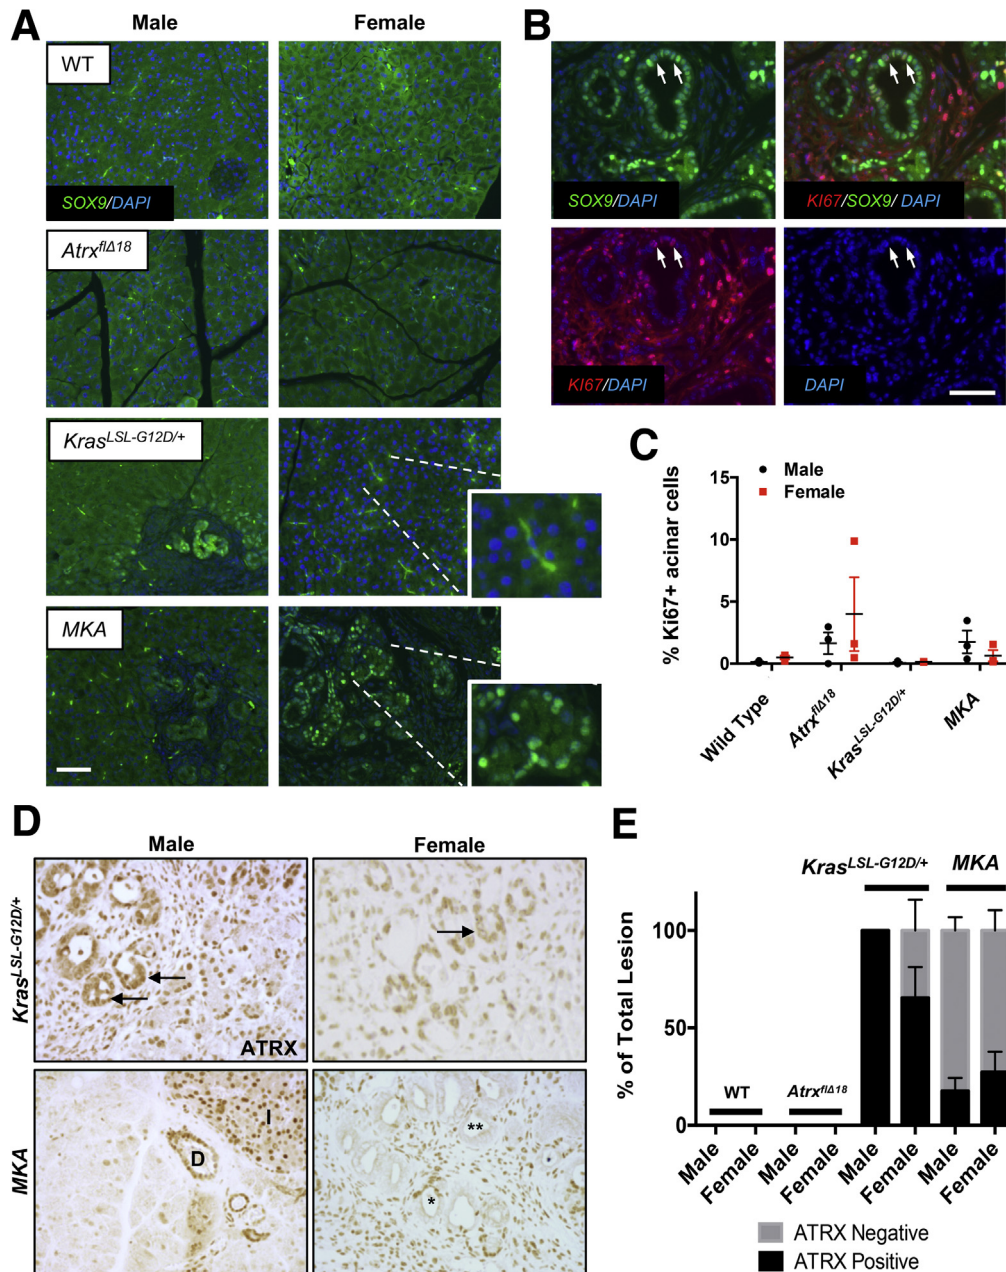 A
Male
Female
WT
SOX9/DAPI
Atrxfl∆18
KrasLSL-G12D/+
MKA
B
SOX9/DAPI
KI67/SOX9/ DAPI
KI67/DAPI
DAPI
C
Male
Female
% Ki67+ acinar cells
15
10
5
0
Wild Type
Atrxfl∆18
KrasLSL-G12D/+
MKA
D
Male
Female
KrasLSL-G12D/+
ATRX
MKA
I
D
**
*
E
KrasLSL-G12D/+
MKA
% of Total Lesion
100
50
0
WT
Atrxfl∆18
Male
Female
Male
Female
Male
Female
Male
Female
ATRX Negative
ATRX Positive